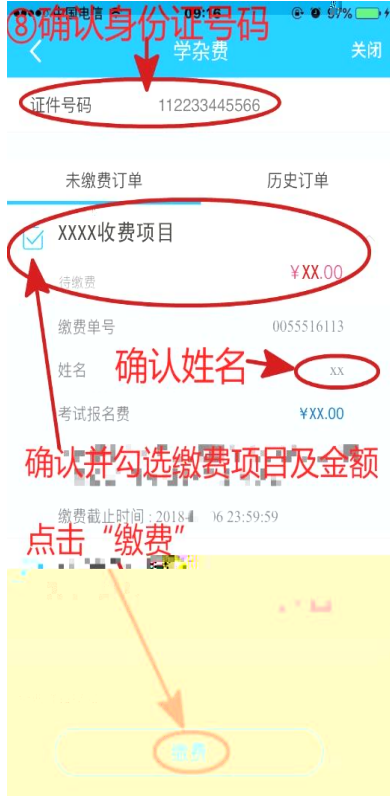 中国电信 09:16 97%
⑧确认身份证号码
学杂费 关闭
证件号码 112233445566
未缴费订单 历史订单
XXXX收费项目
待缴费 ¥XX.00
缴费单号 0055516113
确认姓名
姓名 xx
考试报名费 ¥XX.00
确认并勾选缴费项目及金额
缴费截止时间 : 2018- 06 23:59:59
点击“缴费”
缴费